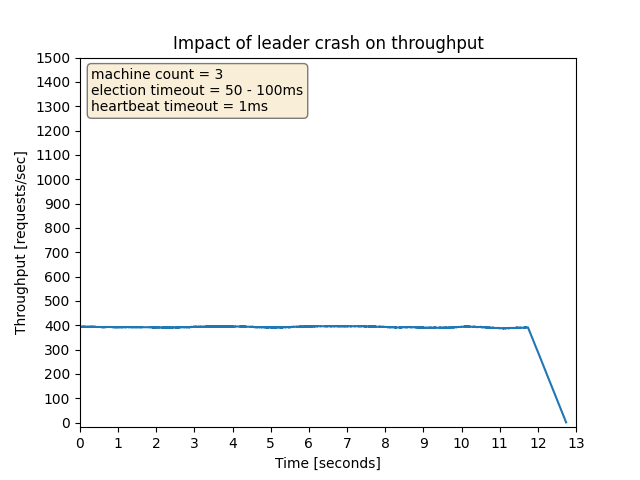 Impact of leader crash on throughput
machine count = 3
election timeout = 50 - 100ms
heartbeat timeout = 1ms
Throughput [requests/sec]
1500
1400
1300
1200
1100
1000
900
800
700
600
500
400
300
200
100
0
0 1 2 3 4 5 6 7 8 9 10 11 12 13
Time [seconds]